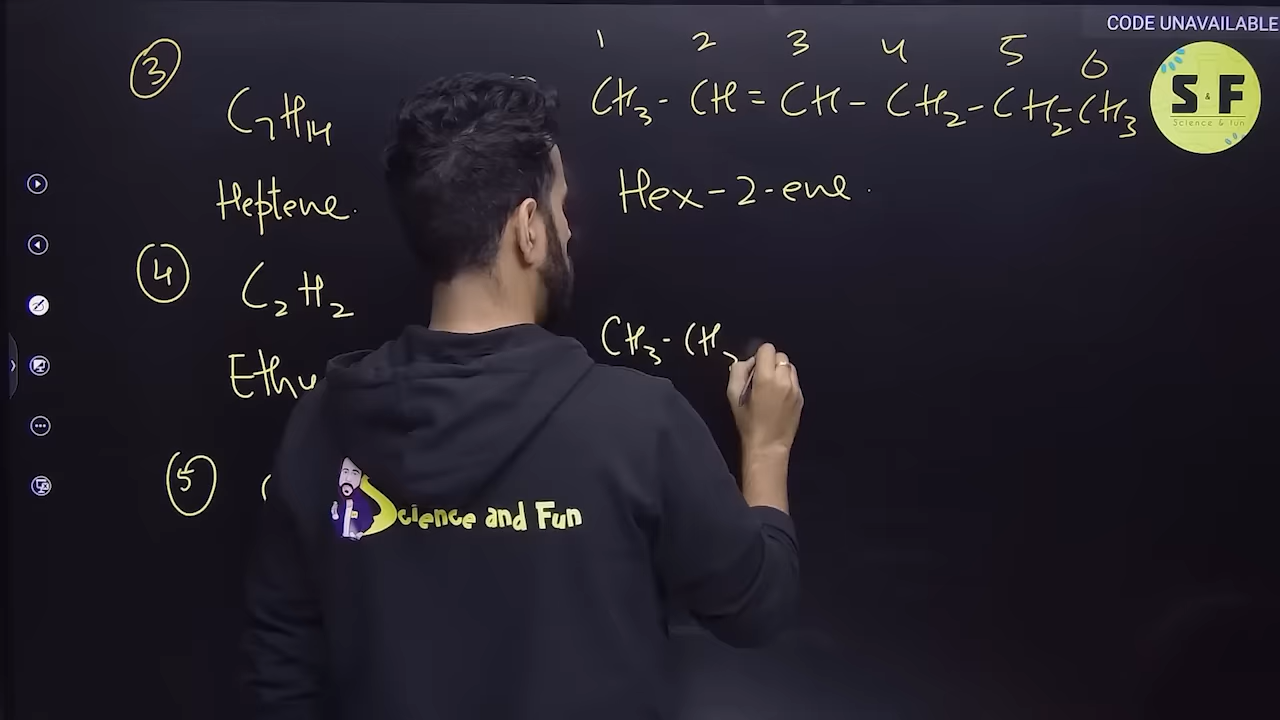 CODE UNAVAILABLE
1 2 3 4 5 6
③ C₇H₁₄ CH₃ - CH = CH - CH₂ - CH₂ - CH₃
S & F
Science & fun
Heptene. Hex-2-ene.
④ C₂H₂
CH₃ - CH
⑤
Science and Fun